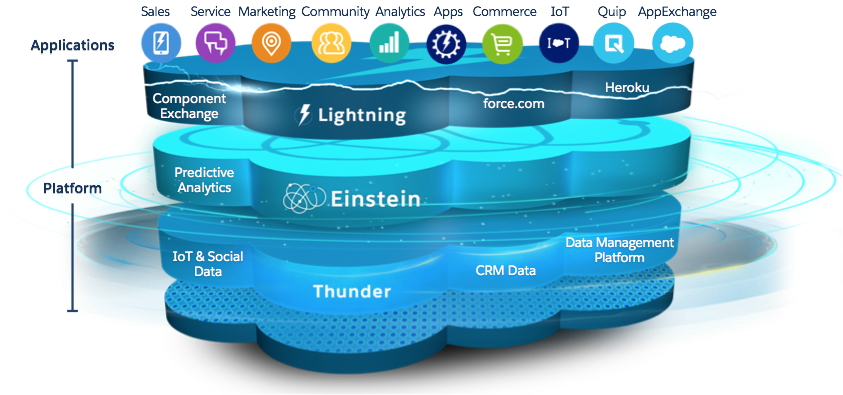 Sales
Service
Marketing
Community
Analytics
Apps
Commerce
IoT
Quip
AppExchange
Applications
IoT
Component
Exchange
Lightning
force.com
Heroku
Platform
Predictive
Analytics
Einstein
IoT & Social
Data
Thunder
CRM Data
Data Management
Platform